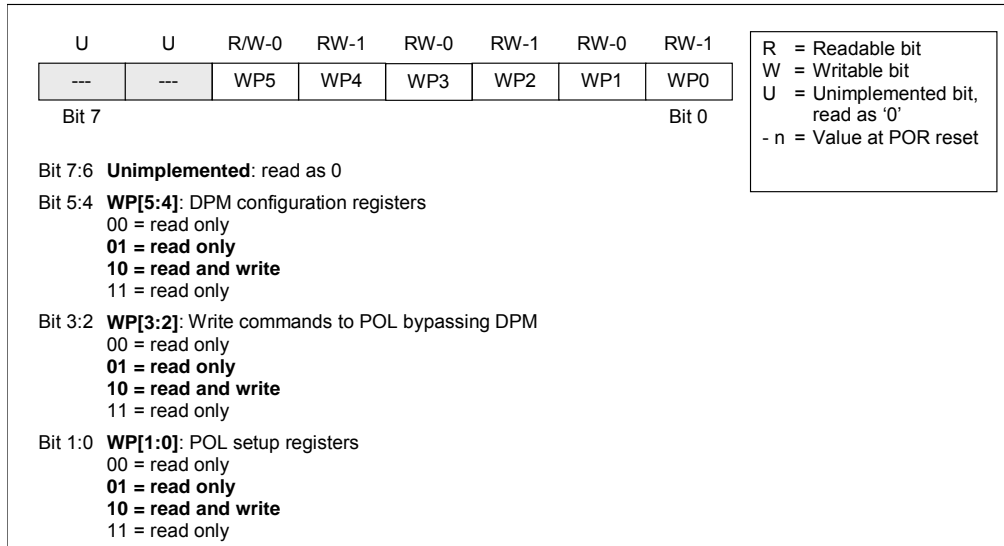 U U R/W-0 RW-1 RW-0 RW-1 RW-0 RW-1
--- --- WP5 WP4 WP3 WP2 WP1 WP0
Bit 7 Bit 0
R = Readable bit
W = Writable bit
U = Unimplemented bit,
read as ‘0’
- n = Value at POR reset
Bit 7:6 Unimplemented: read as 0
Bit 5:4 WP[5:4]: DPM configuration registers
00 = read only
01 = read only
10 = read and write
11 = read only
Bit 3:2 WP[3:2]: Write commands to POL bypassing DPM
00 = read only
01 = read only
10 = read and write
11 = read only
Bit 1:0 WP[1:0]: POL setup registers
00 = read only
01 = read only
10 = read and write
11 = read only